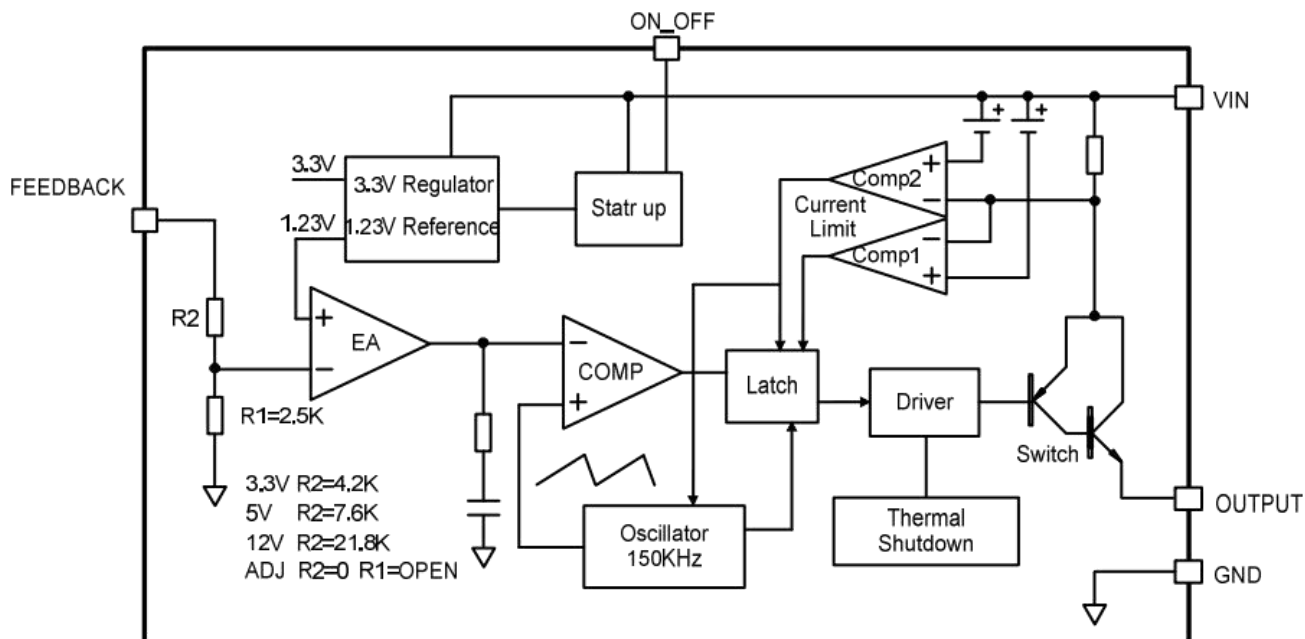 ON_OFF
VIN
FEEDBACK
3.3V
3.3V Regulator
1.23V
1.23V Reference
Statr up
+
+
+
Comp2
−
Current
Limit
−
Comp1
+
R2
+
EA
−
R1=2.5K
−
COMP
+
Latch
Driver
Switch
3.3V R2=4.2K
5V R2=7.6K
12V R2=21.8K
ADJ R2=0 R1=OPEN
Oscillator
150KHz
Thermal
Shutdown
OUTPUT
GND